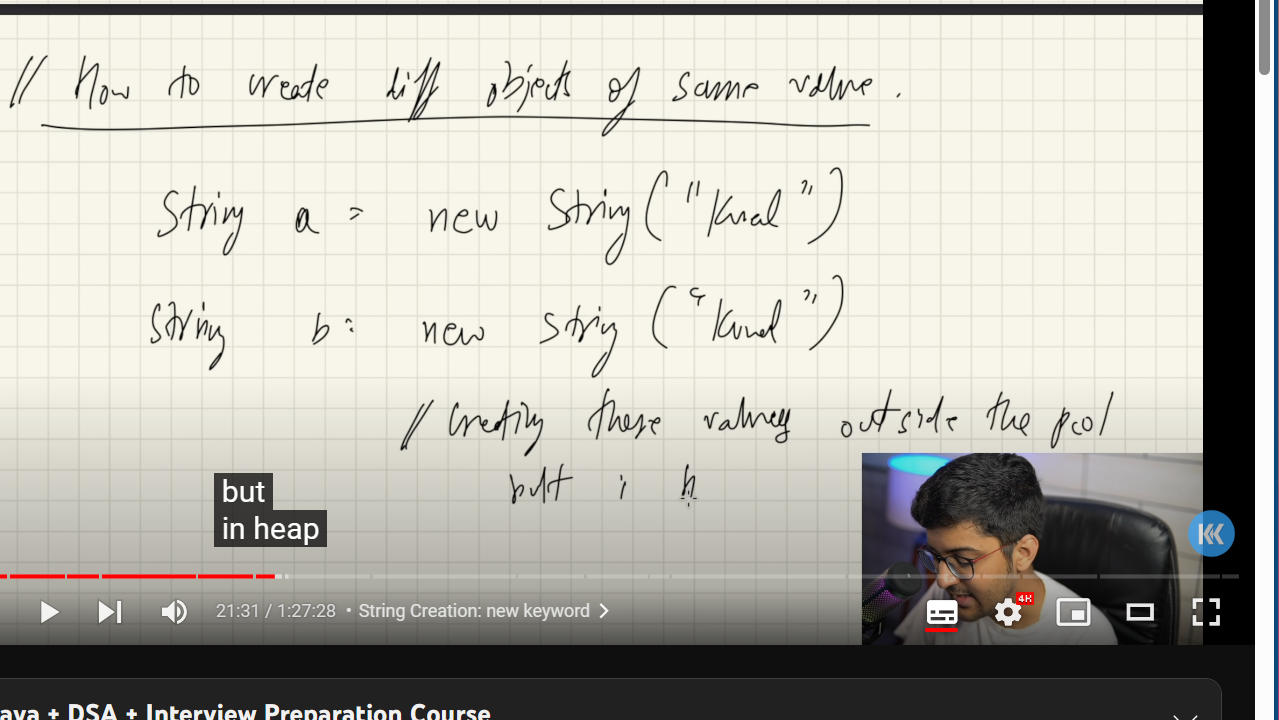 // How to create diff objects of same value.
String a = new String("Kunal")
String b = new String("Kunal")
// Creating these values outside the pool
but i h
but
in heap
21:31 / 1:27:28 • String Creation: new keyword
4K
ava + DSA + Interview Preparation Course